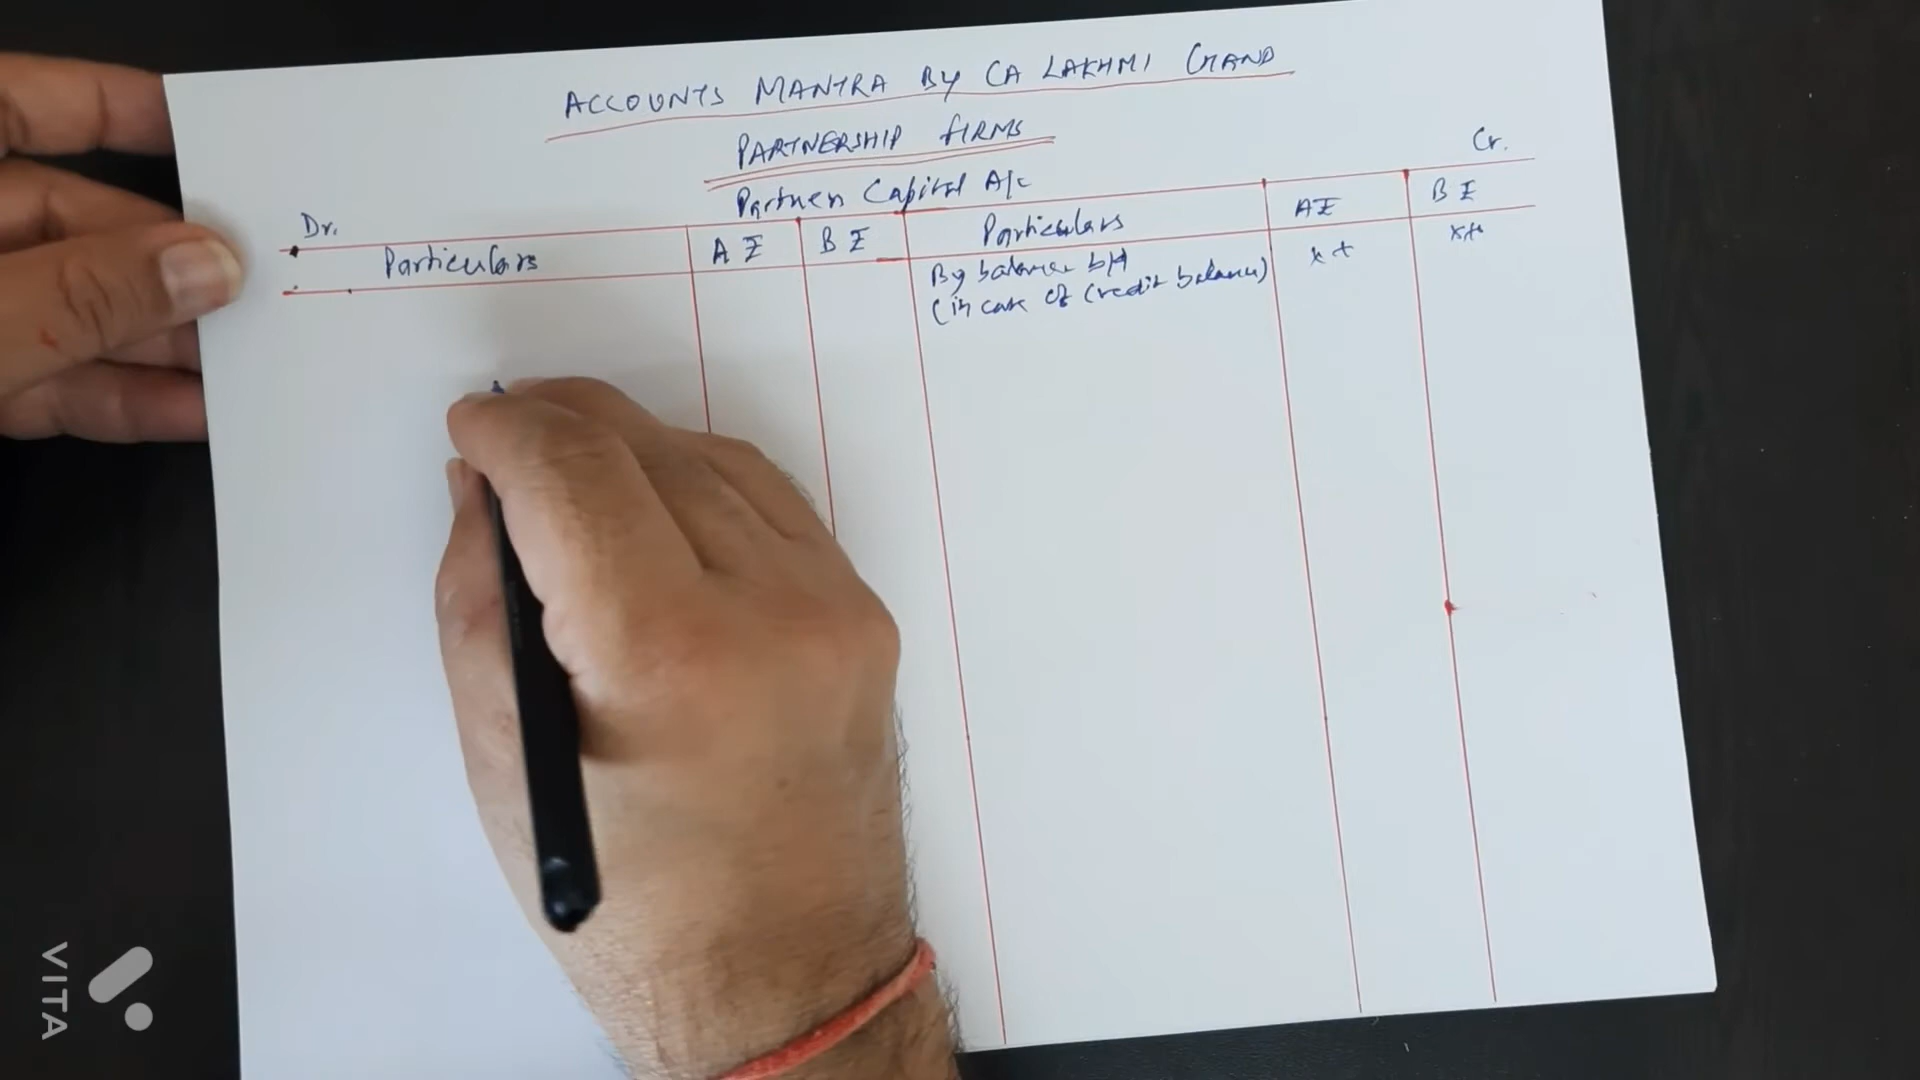 ACCOUNTS MANTRA BY CA LAKHMI CHAND
PARTNERSHIP FIRMS
Partners Capital A/c
Dr. Cr.
Particulars A ₹ B ₹ Particulars A ₹ B ₹
By balance b/d xx xx
(in case of credit balance)
VITA